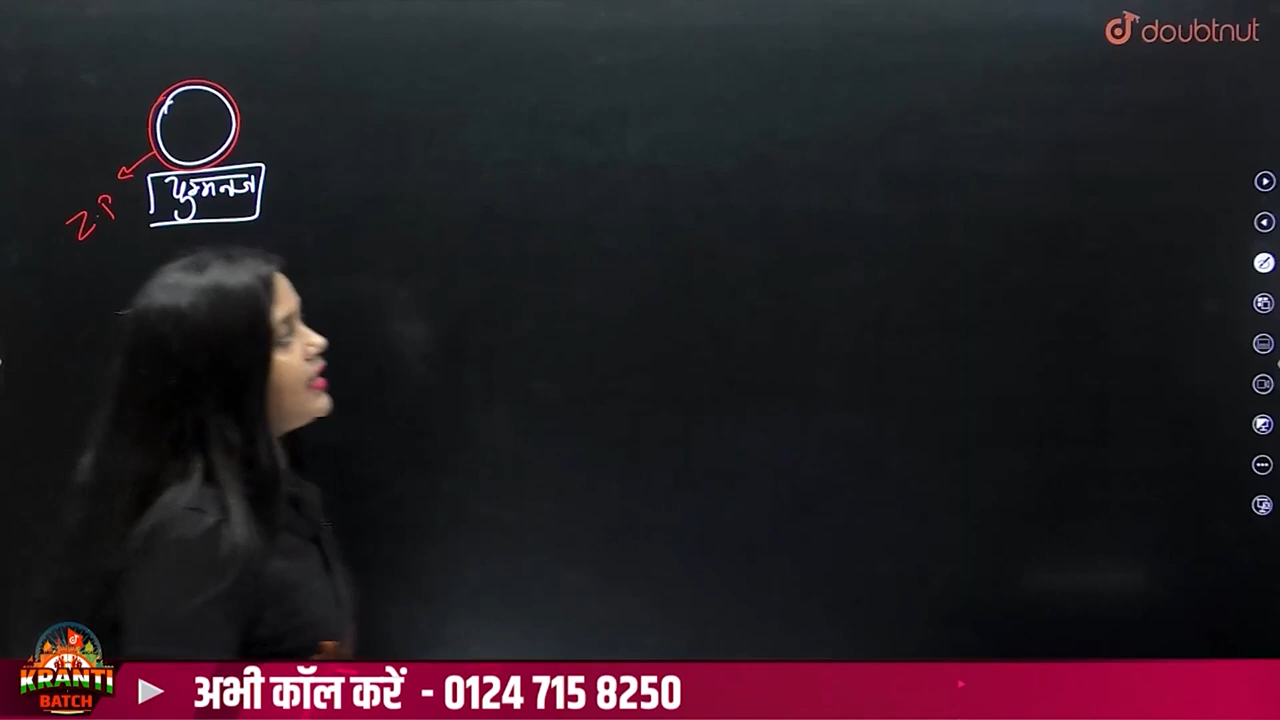 doubtnut
Z.P
युग्मनज
KRANTI
BATCH
अभी कॉल करें - 0124 715 8250